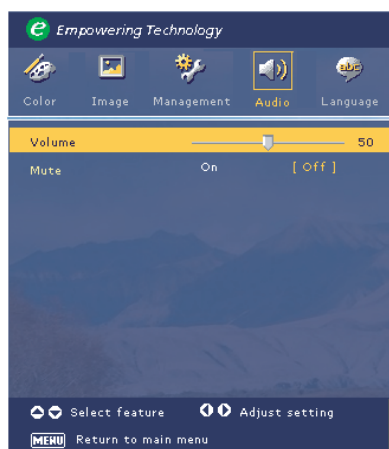 e Empowering Technology
Color Image Management Audio Language
Volume 50
Mute On [ Off ]
Select feature Adjust setting
MENU Return to main menu